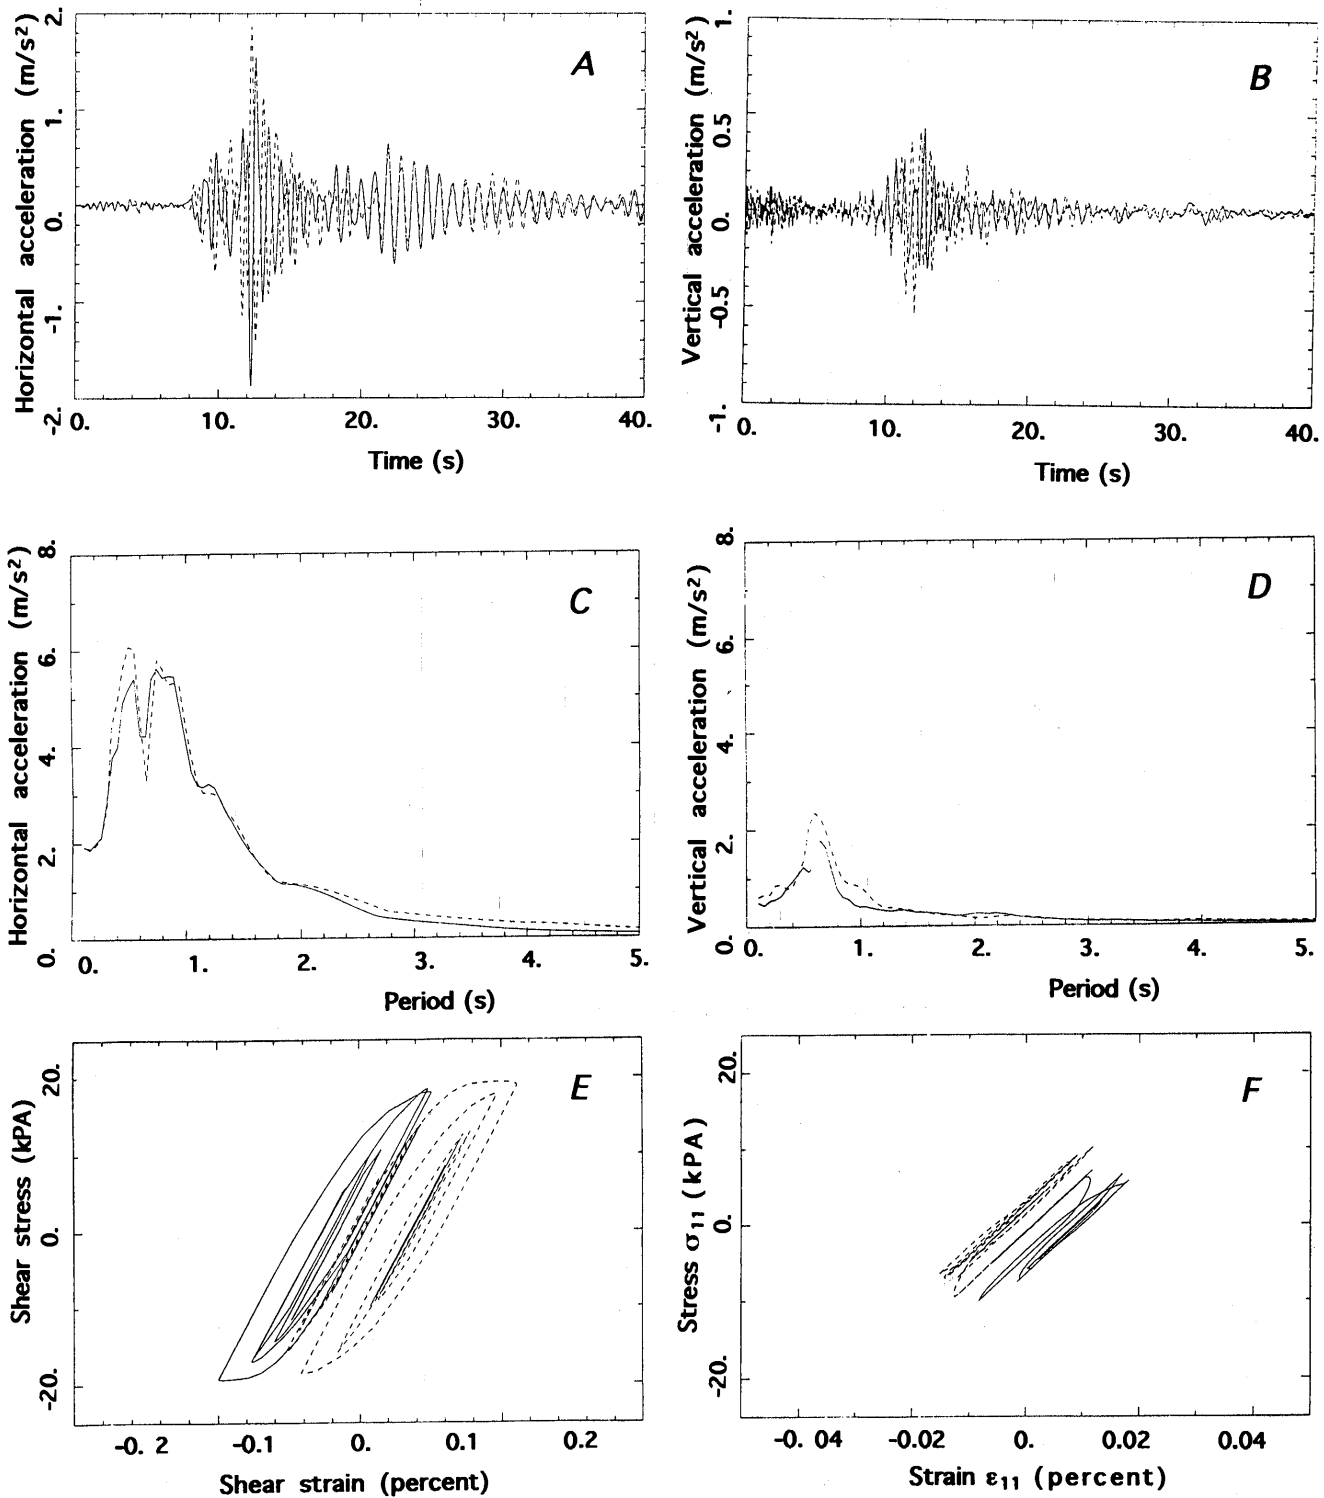 Horizontal acceleration (m/s²)
2.
1.
0.
-1.
-2
A
0. 10. 20. 30. 40.
Time (s)
Vertical acceleration (m/s²)
1.
0.5
0.
-0.5
-1.
B
0. 10. 20. 30. 40.
Time (s)
Horizontal acceleration (m/s²)
8.
6.
4.
2.
0.
C
0. 1. 2. 3. 4. 5.
Period (s)
Vertical acceleration (m/s²)
8.
6.
4.
2.
0.
D
0. 1. 2. 3. 4. 5.
Period (s)
Shear stress (kPA)
20.
0.
-20.
E
-0. 2 -0.1 0. 0.1 0.2
Shear strain (percent)
Stress σ₁₁ (kPA)
20.
0.
-20.
F
-0. 04 -0.02 0. 0.02 0.04
Strain ε₁₁ (percent)